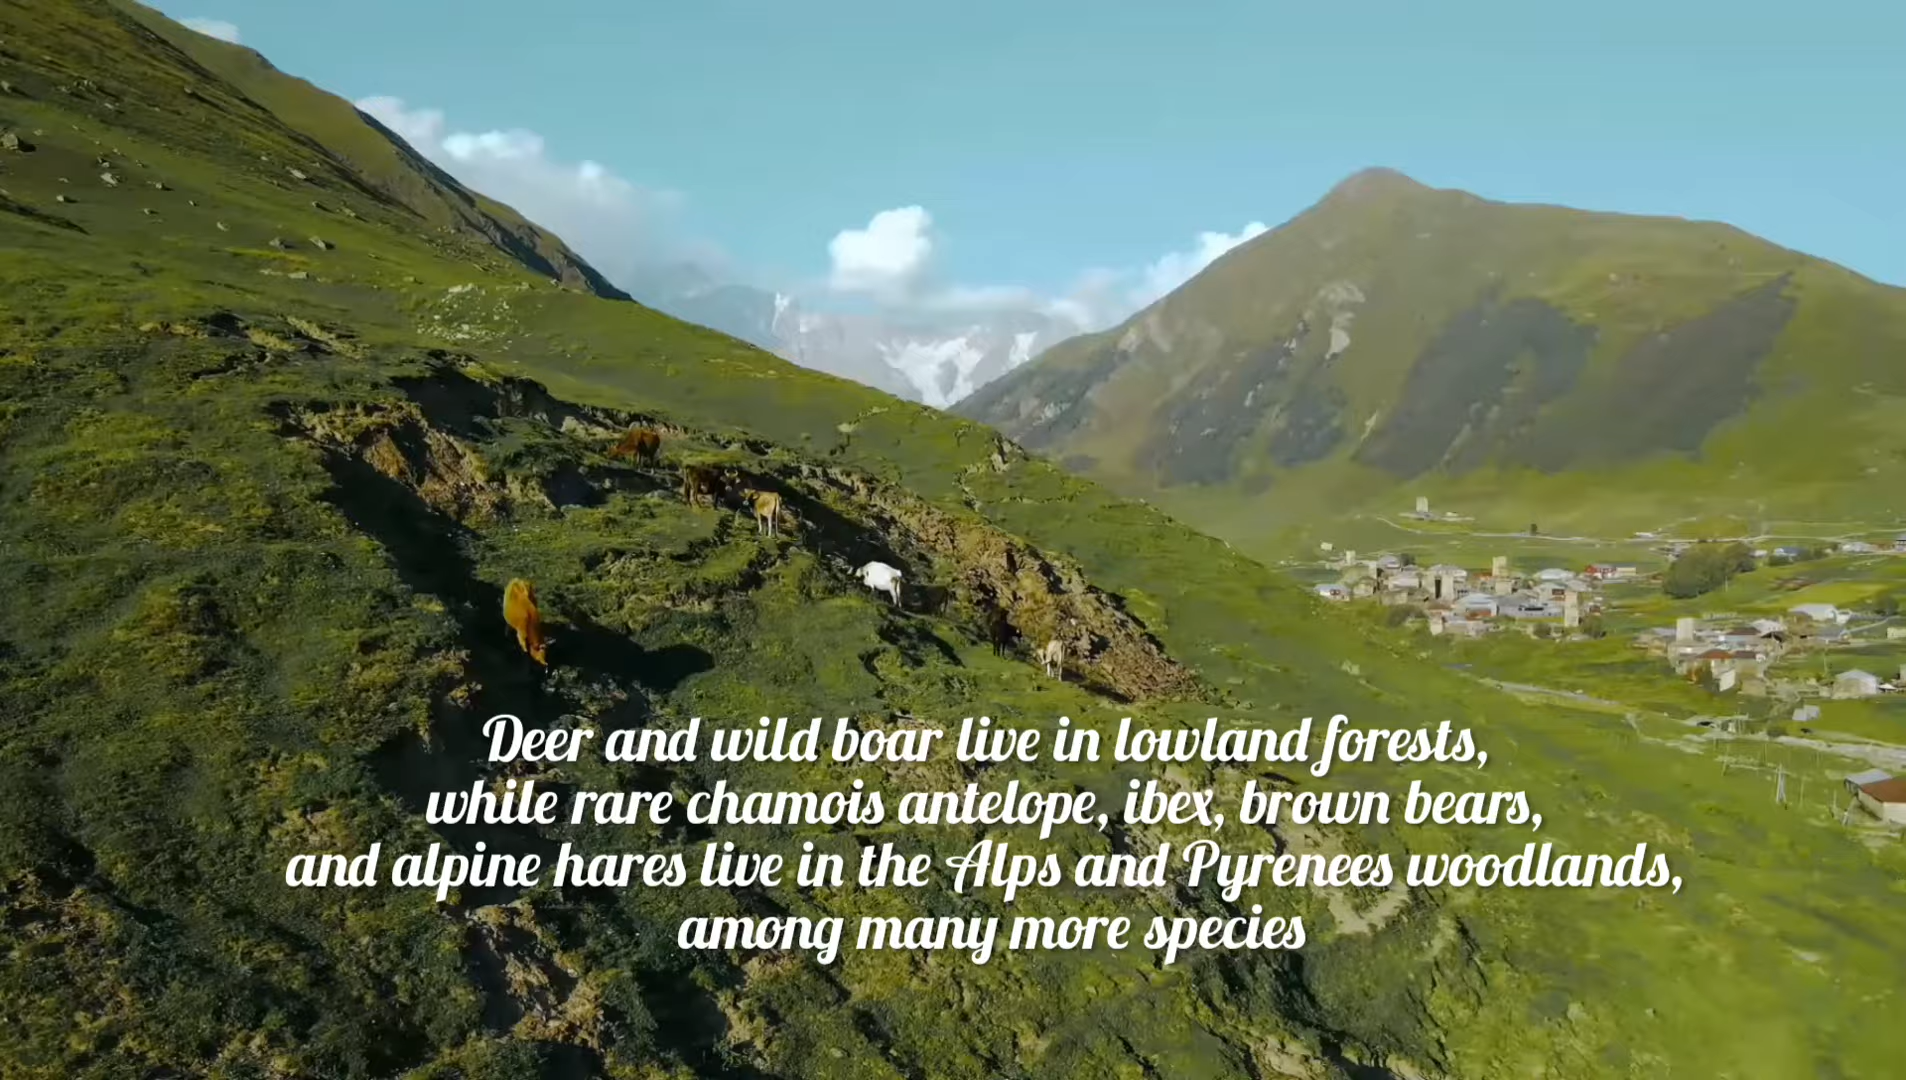 Deer and wild boar live in lowland forests,
while rare chamois antelope, ibex, brown bears,
and alpine hares live in the Alps and Pyrenees woodlands,
among many more species